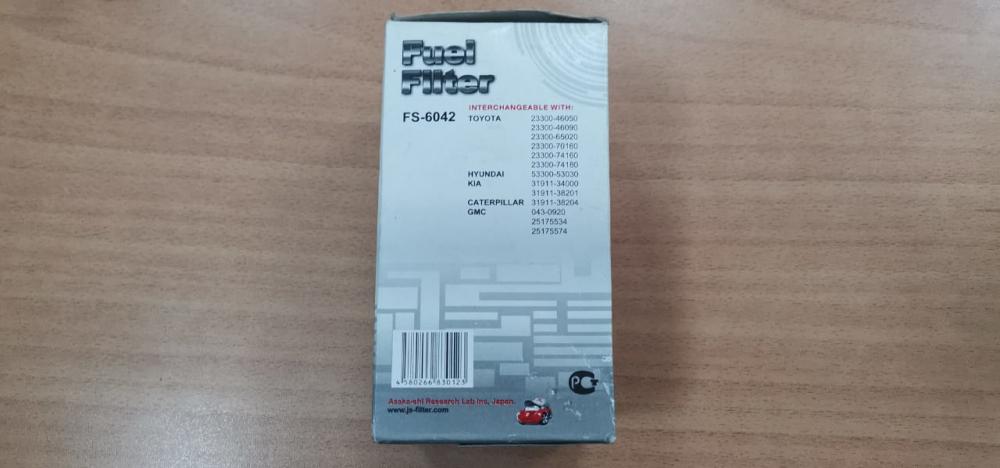 Fuel
Filter
INTERCHANGEABLE WITH:
FS-6042 TOYOTA 23300-46050
23300-46090
23300-65020
23300-70160
23300-74160
23300-74180
HYUNDAI 53300-53030
KIA 31911-34000
31911-38201
CATERPILLAR 31911-38204
GMC 043-0920
25175534
25175574
4 580266 830123
Asaka-shi Research Lab Inc, Japan.
www.js-filter.com